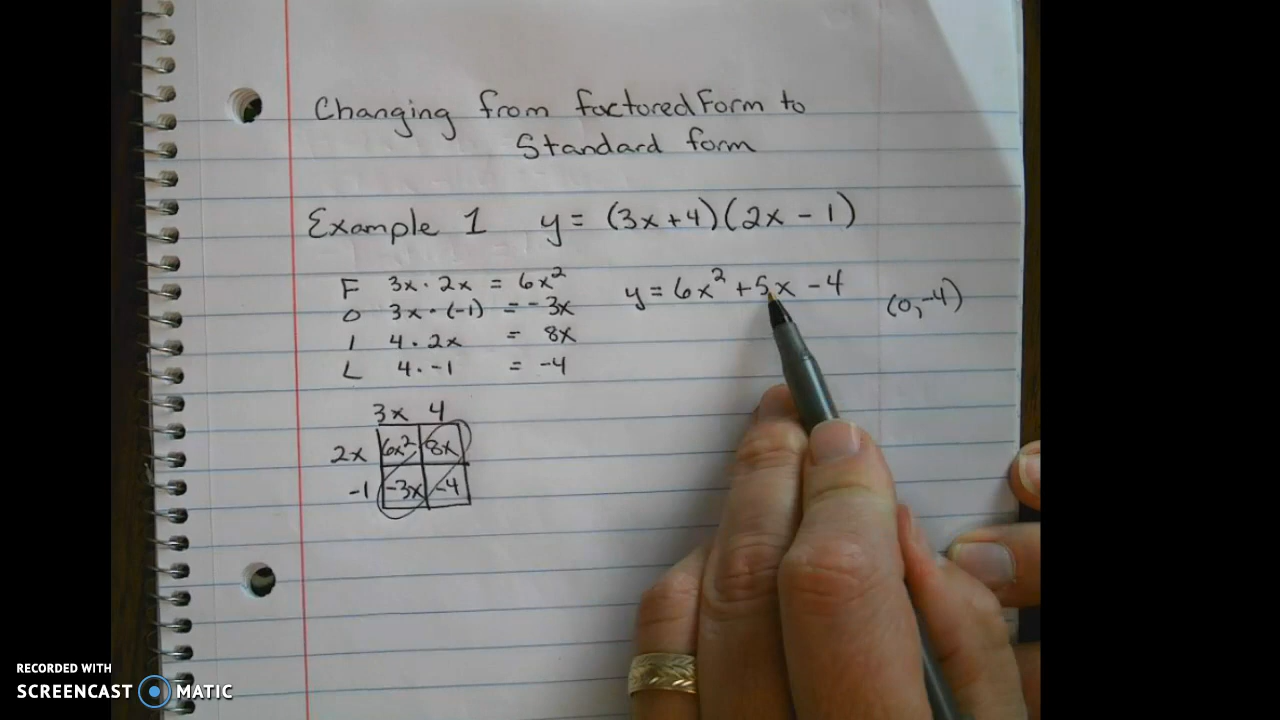 Changing from factored Form to
Standard form
Example 1 y = (3x+4)(2x - 1)
F 3x · 2x = 6x²
O 3x · (-1) = -3x
I 4 · 2x = 8x
L 4 · -1 = -4
y = 6x² + 5x - 4
(0,-4)
3x 4
2x 6x² 8x
-1 -3x -4
RECORDED WITH
SCREENCAST MATIC